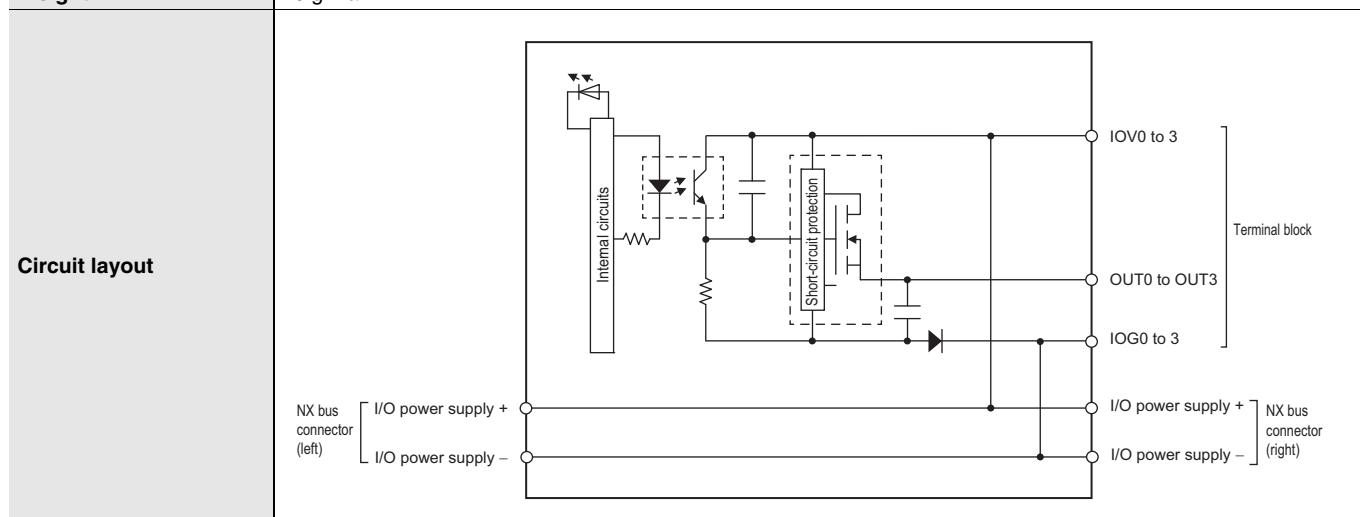 Circuit layout
Internal circuits
Short-circuit protection
IOV0 to 3
Terminal block
OUT0 to OUT3
IOG0 to 3
NX bus
connector
(left)
I/O power supply +
I/O power supply –
I/O power supply +
I/O power supply –
NX bus
connector
(right)